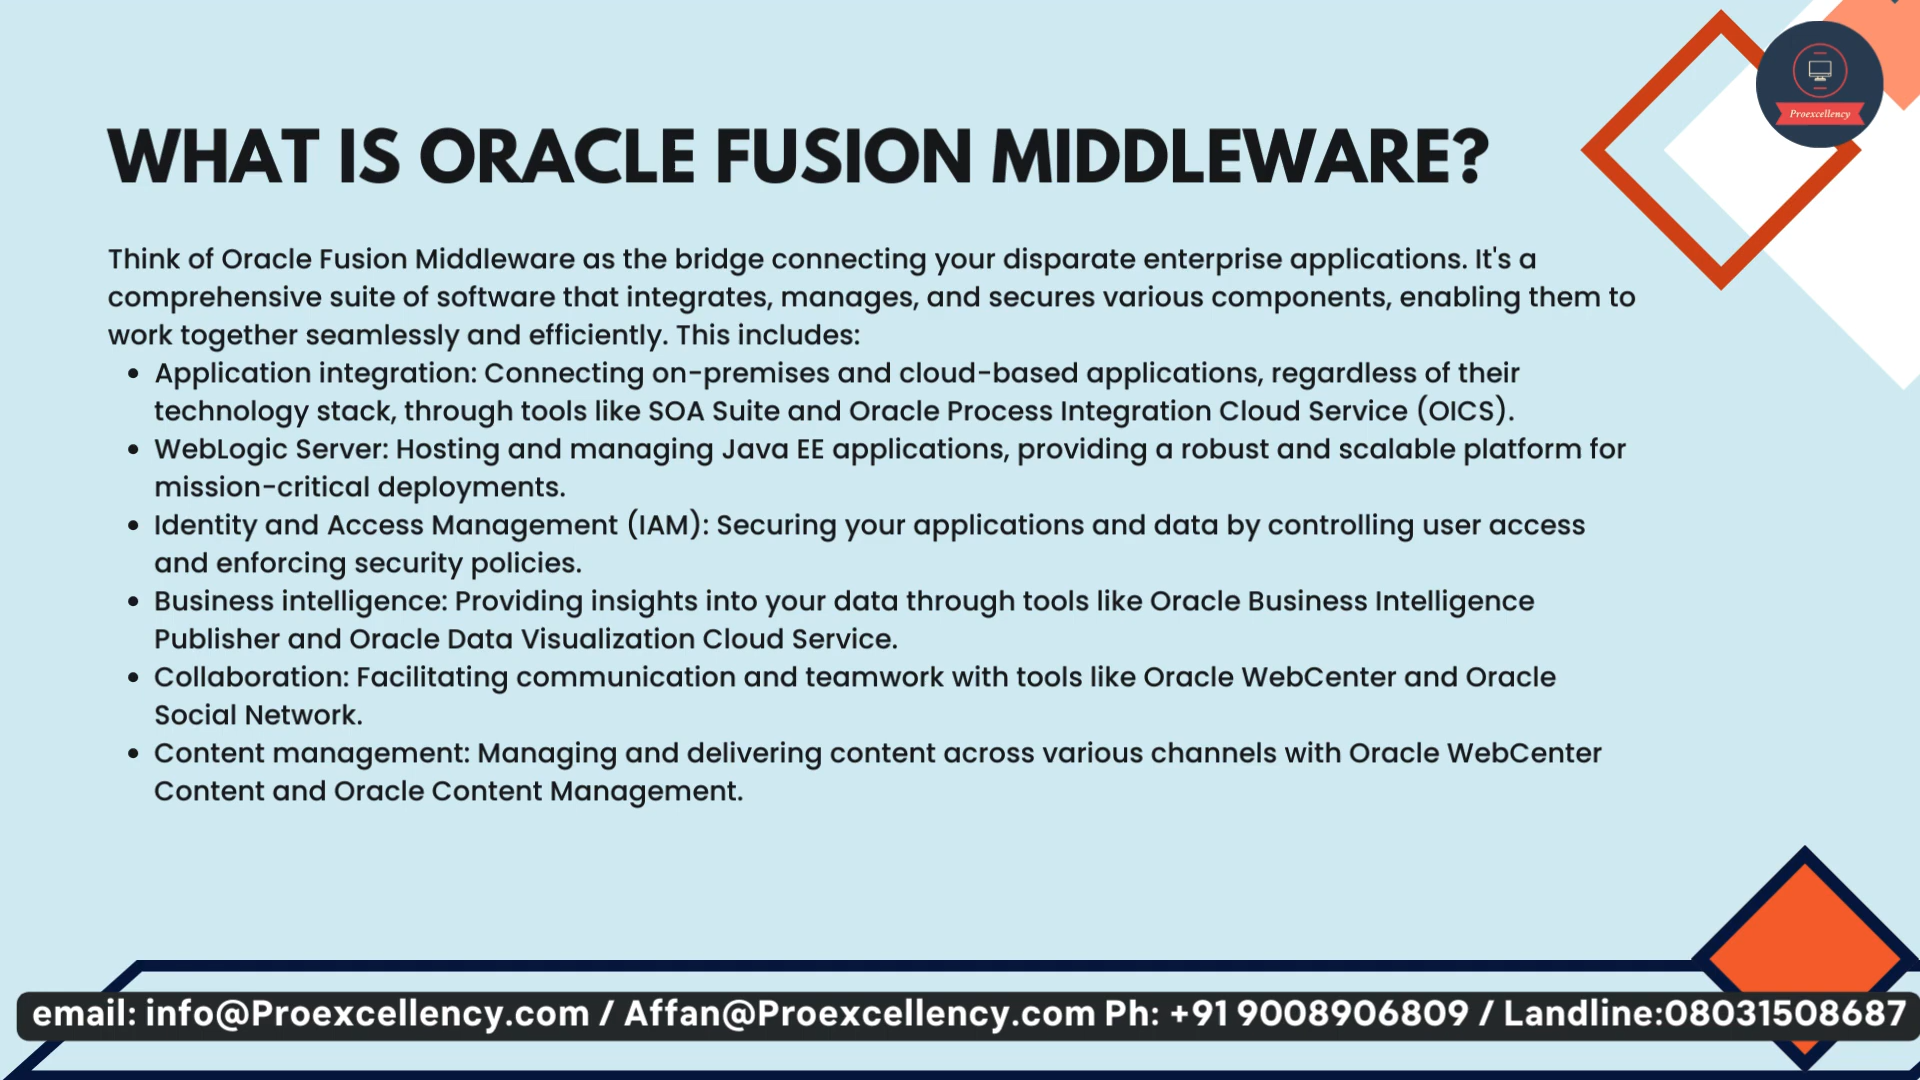 Proexcellency
WHAT IS ORACLE FUSION MIDDLEWARE?
Think of Oracle Fusion Middleware as the bridge connecting your disparate enterprise applications. It's a
comprehensive suite of software that integrates, manages, and secures various components, enabling them to
work together seamlessly and efficiently. This includes:
• Application integration: Connecting on-premises and cloud-based applications, regardless of their
technology stack, through tools like SOA Suite and Oracle Process Integration Cloud Service (OICS).
• WebLogic Server: Hosting and managing Java EE applications, providing a robust and scalable platform for
mission-critical deployments.
• Identity and Access Management (IAM): Securing your applications and data by controlling user access
and enforcing security policies.
• Business intelligence: Providing insights into your data through tools like Oracle Business Intelligence
Publisher and Oracle Data Visualization Cloud Service.
• Collaboration: Facilitating communication and teamwork with tools like Oracle WebCenter and Oracle
Social Network.
• Content management: Managing and delivering content across various channels with Oracle WebCenter
Content and Oracle Content Management.
email: info@Proexcellency.com / Affan@Proexcellency.com Ph: +91 9008906809 / Landline:08031508687